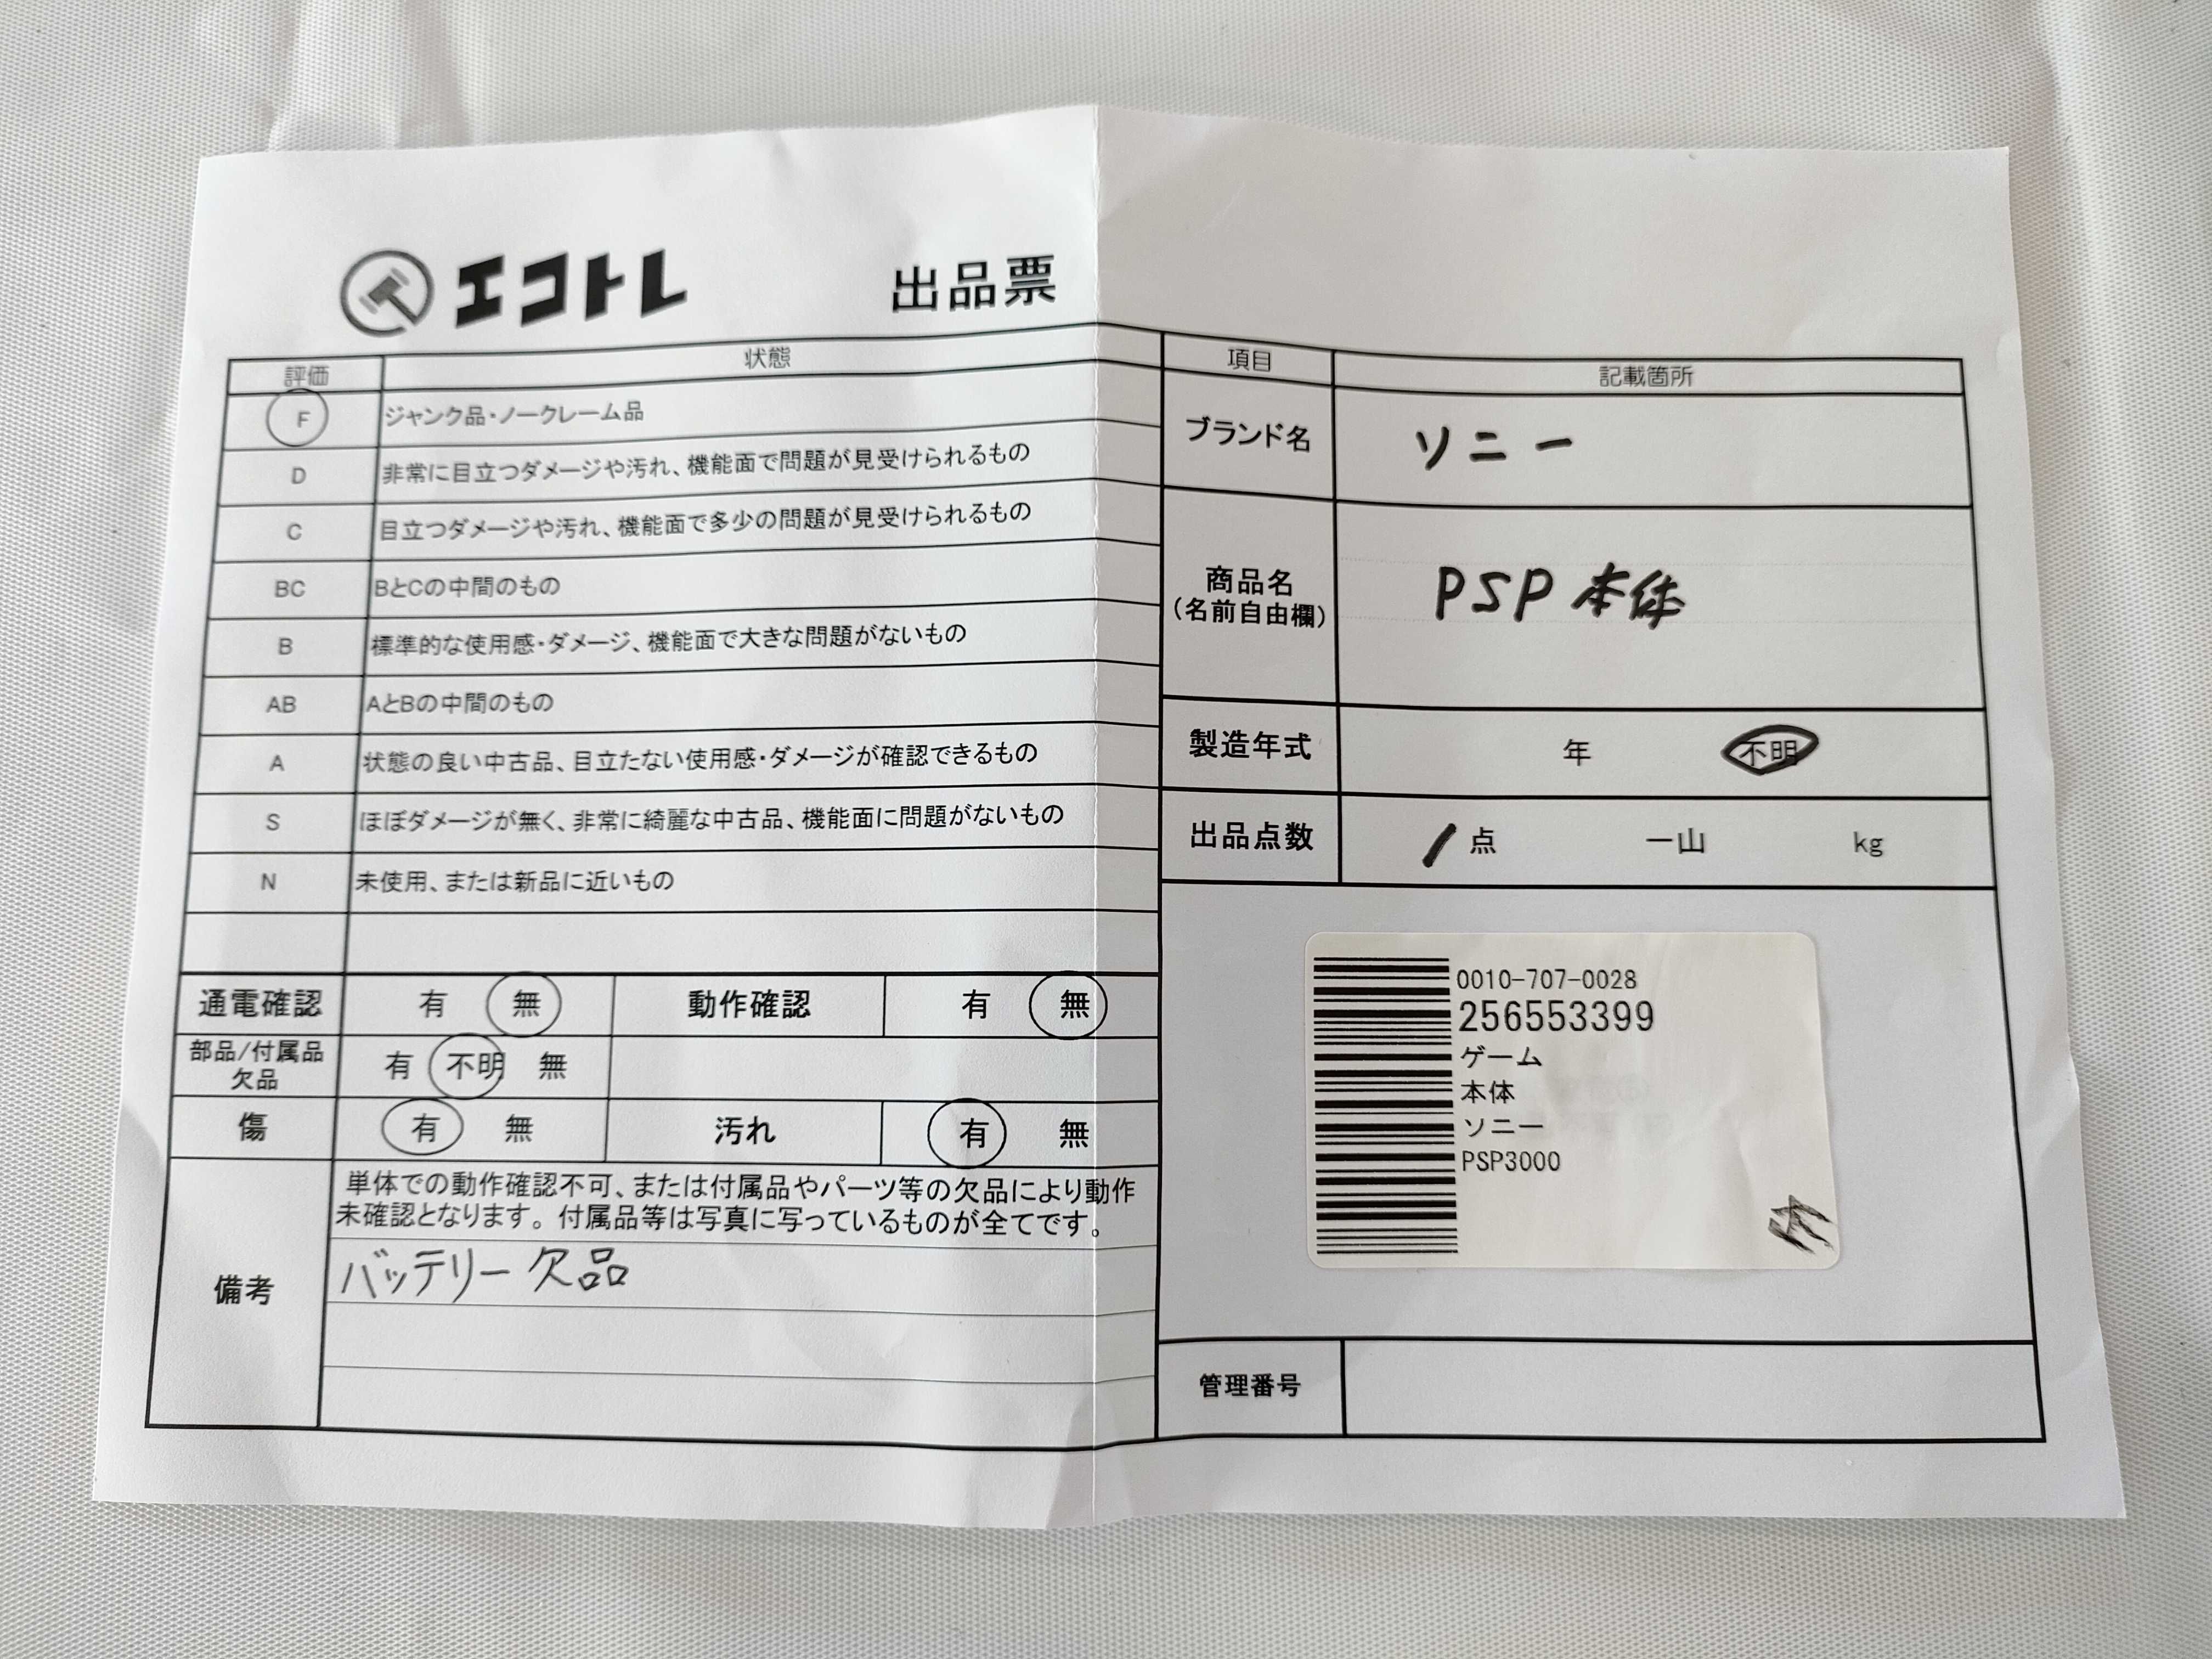 エコトレ 出品票
評価 状態
F ジャンク品・ノークレーム品
D 非常に目立つダメージや汚れ、機能面で問題が見受けられるもの
C 目立つダメージや汚れ、機能面で多少の問題が見受けられるもの
BC BとCの中間のもの
B 標準的な使用感・ダメージ、機能面で大きな問題がないもの
AB AとBの中間のもの
A 状態の良い中古品、目立たない使用感・ダメージが確認できるもの
S ほぼダメージが無く、非常に綺麗な中古品、機能面に問題がないもの
N 未使用、または新品に近いもの
通電確認 有 無 動作確認 有 無
部品/付属品
欠品 有 不明 無
傷 有 無 汚れ 有 無
備考
単体での動作確認不可、または付属品やパーツ等の欠品により動作
未確認となります。付属品等は写真に写っているものが全てです。
バッテリー欠品
項目 記載箇所
ブランド名 ソニー
商品名
(名前自由欄) PSP 本体
製造年式 年 不明
出品点数 1点 一山 kg
0010-707-0028
256553399
ゲーム
本体
ソニー
PSP3000
管理番号